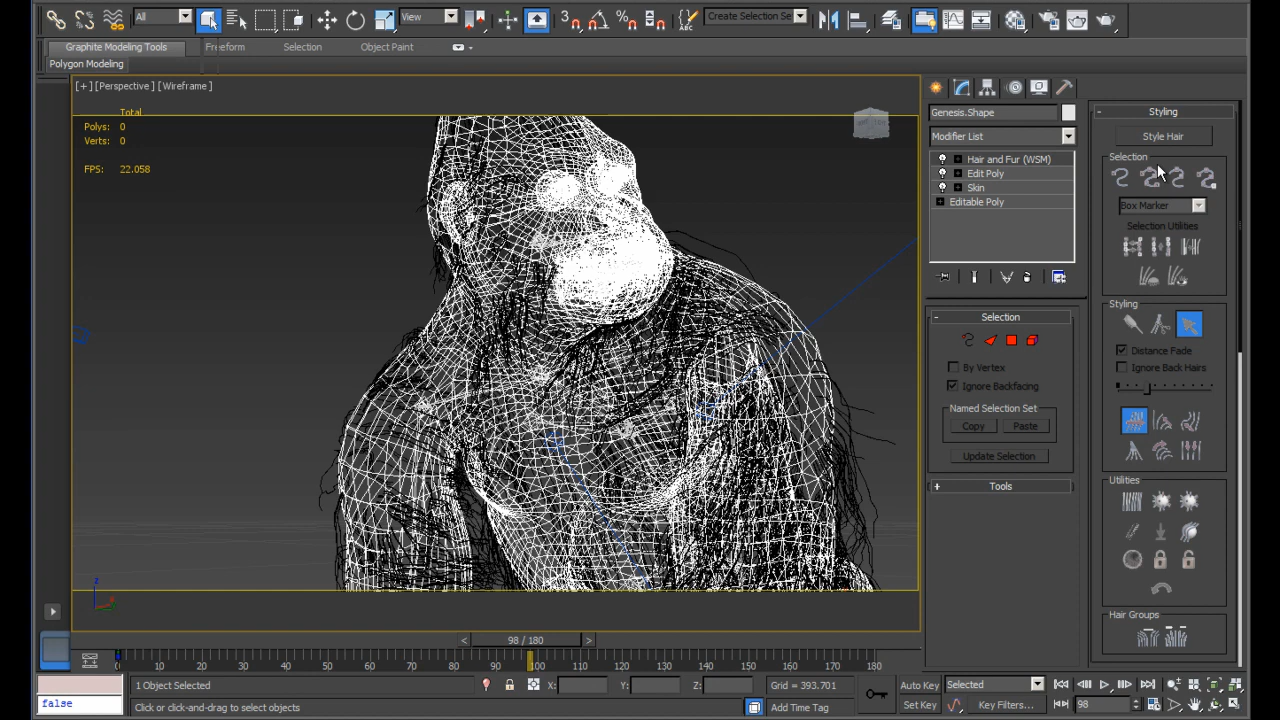 All
View
3
Create Selection Se
ABC
Graphite Modeling Tools
Freeform
Selection
Object Paint
Polygon Modeling
[+] [Perspective] [Wireframe]
Total
Polys: 0
Verts: 0
FPS: 22.058
Genesis.Shape
Modifier List
Hair and Fur (WSM)
Edit Poly
Skin
Editable Poly
- Selection
By Vertex
Ignore Backfacing
Named Selection Set
Copy
Paste
Update Selection
+ Tools
- Styling
Style Hair
Selection
Box Marker
Selection Utilities
Styling
Distance Fade
Ignore Back Hairs
Utilities
Hair Groups
z
< 98 / 180 >
0 10 20 30 40 50 60 70 80 90 100 110 120 130 140 150 160 170 180
false
1 Object Selected
X:
Y:
Z:
Grid = 393.701
Auto Key
Selected
Click or click-and-drag to select objects
Add Time Tag
Set Key
Key Filters...
98